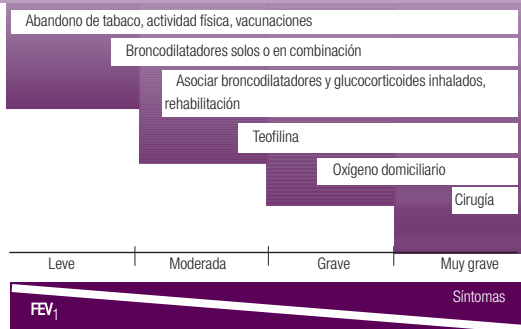 Abandono de tabaco, actividad física, vacunaciones
Broncodilatadores solos o en combinación
Asociar broncodilatadores y glucocorticoides inhalados,
rehabilitación
Teofilina
Oxígeno domiciliario
Cirugía
Leve Moderada Grave Muy grave
Síntomas
FEV1